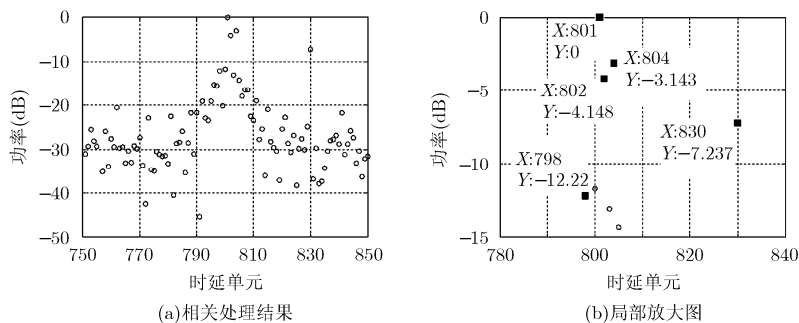 0
−10
−20
−30
−40
−50
功率(dB)
750
770
790
810
830
850
时延单元
(a)相关处理结果
0
−5
−10
−15
功率(dB)
X:801
Y:0
X:804
Y:−3.143
X:802
Y:−4.148
X:830
Y:−7.237
X:798
Y:−12.22
780
800
820
840
时延单元
(b)局部放大图